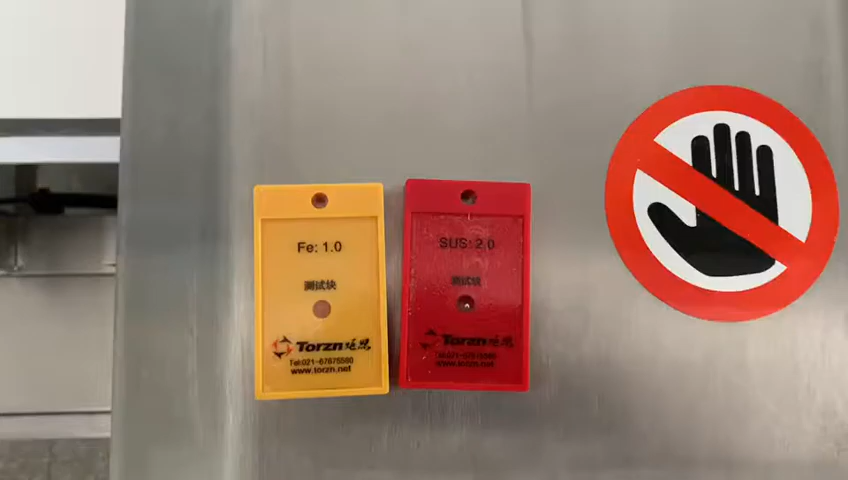 Fe: 1.0
测试块
Torzn
Tel:021-67675580
www.torzn.net
SUS: 2.0
测试块
Torzn
www.torzn.net